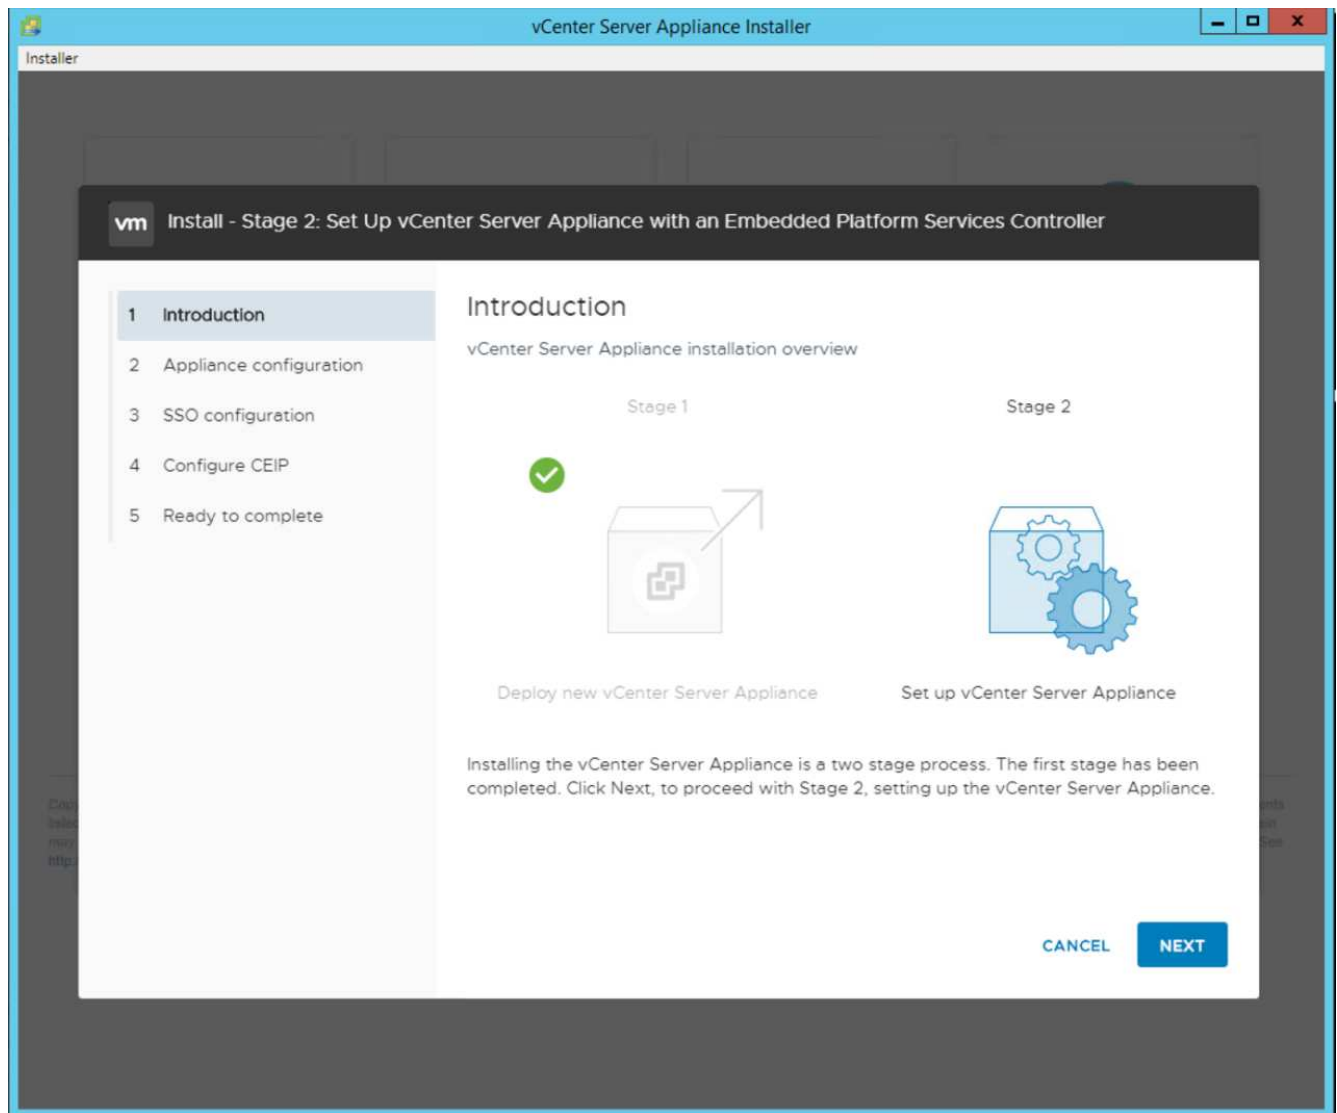 vCenter Server Appliance Installer
Installer
vm Install - Stage 2: Set Up vCenter Server Appliance with an Embedded Platform Services Controller
1 Introduction
2 Appliance configuration
3 SSO configuration
4 Configure CEIP
5 Ready to complete
Introduction
vCenter Server Appliance installation overview
Stage 1
Stage 2
Deploy new vCenter Server Appliance
Set up vCenter Server Appliance
Installing the vCenter Server Appliance is a two stage process. The first stage has been
completed. Click Next, to proceed with Stage 2, setting up the vCenter Server Appliance.
CANCEL
NEXT